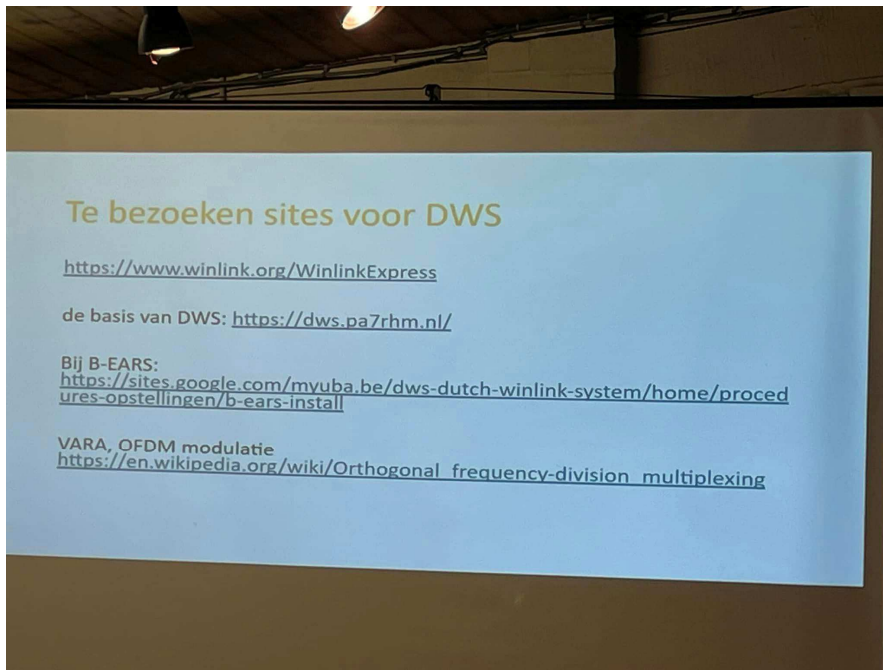 Te bezoeken sites voor DWS
https://www.winlink.org/WinlinkExpress
de basis van DWS: https://dws.pa7rhm.nl/
Bij B-EARS:
https://sites.google.com/myuba.be/dws-dutch-winlink-system/home/proced
ures-opstellingen/b-ears-install
VARA, OFDM modulatie
https://en.wikipedia.org/wiki/Orthogonal_frequency-division_multiplexing